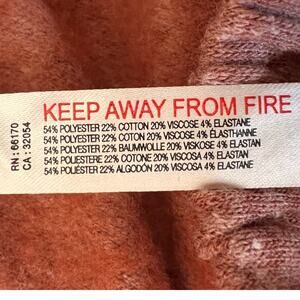 RN : 66170
CA : 32054
KEEP AWAY FROM FIRE
54% POLYESTER 22% COTTON 20% VISCOSE 4% ELASTANE
54% POLYESTER 22% COTON 20% VISCOSE 4% ÉLASTHANNE
54% POLYESTER 22% BAUMWOLLE 20% VISKOSE 4% ELASTAN
54% POLIESTERE 22% COTONE 20% VISCOSA 4% ELASTAN
54% POLIÉSTER 22% ALGODÓN 20% VISCOSA 4% ELASTANE